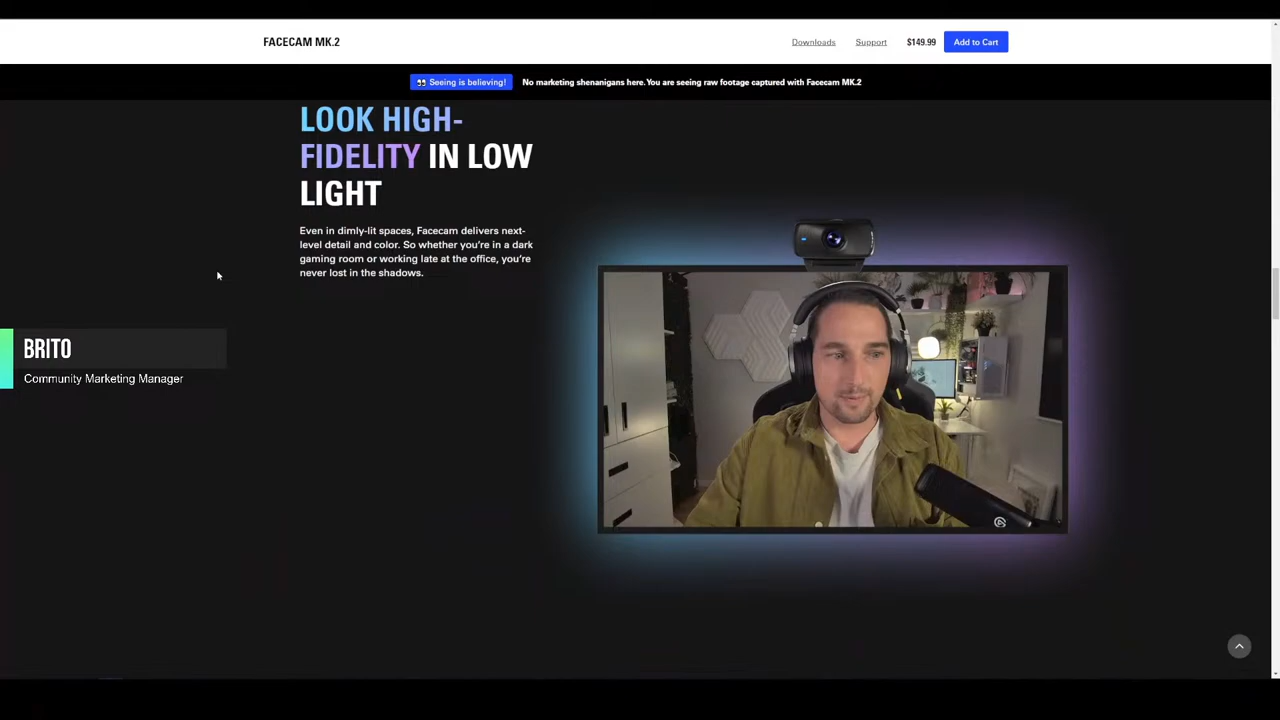 FACECAM MK.2
Downloads
Support
$149.99
Add to Cart
Seeing is believing!
No marketing shenanigans here. You are seeing raw footage captured with Facecam MK.2
LOOK HIGH-
FIDELITY IN LOW
LIGHT
Even in dimly-lit spaces, Facecam delivers next-
level detail and color. So whether you're in a dark
gaming room or working late at the office, you're
never lost in the shadows.
BRITO
Community Marketing Manager